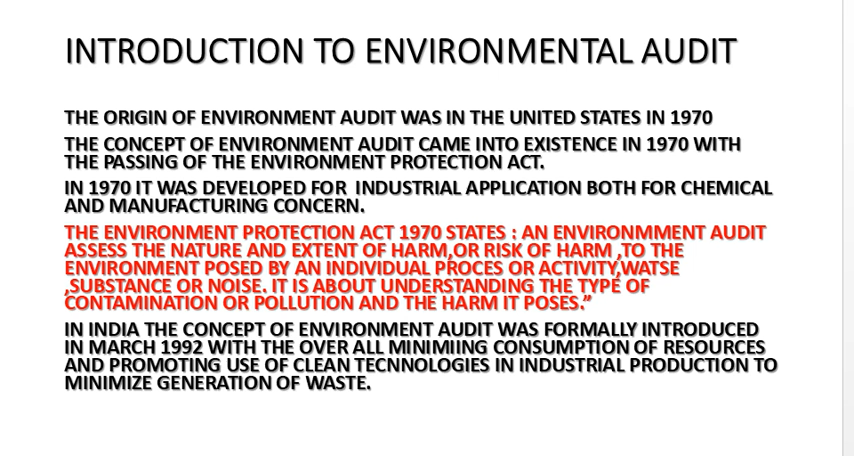 INTRODUCTION TO ENVIRONMENTAL AUDIT
THE ORIGIN OF ENVIRONMENT AUDIT WAS IN THE UNITED STATES IN 1970
THE CONCEPT OF ENVIRONMENT AUDIT CAME INTO EXISTENCE IN 1970 WITH
THE PASSING OF THE ENVIRONMENT PROTECTION ACT.
IN 1970 IT WAS DEVELOPED FOR INDUSTRIAL APPLICATION BOTH FOR CHEMICAL
AND MANUFACTURING CONCERN.
THE ENVIRONMENT PROTECTION ACT 1970 STATES : AN ENVIRONMMENT AUDIT
ASSESS THE NATURE AND EXTENT OF HARM,OR RISK OF HARM ,TO THE
ENVIRONMENT POSED BY AN INDIVIDUAL PROCES OR ACTIVITY,WATSE
,SUBSTANCE OR NOISE. IT IS ABOUT UNDERSTANDING THE TYPE OF
CONTAMINATION OR POLLUTION AND THE HARM IT POSES.”
IN INDIA THE CONCEPT OF ENVIRONMENT AUDIT WAS FORMALLY INTRODUCED
IN MARCH 1992 WITH THE OVER ALL MINIMIING CONSUMPTION OF RESOURCES
AND PROMOTING USE OF CLEAN TECNNOLOGIES IN INDUSTRIAL PRODUCTION TO
MINIMIZE GENERATION OF WASTE.